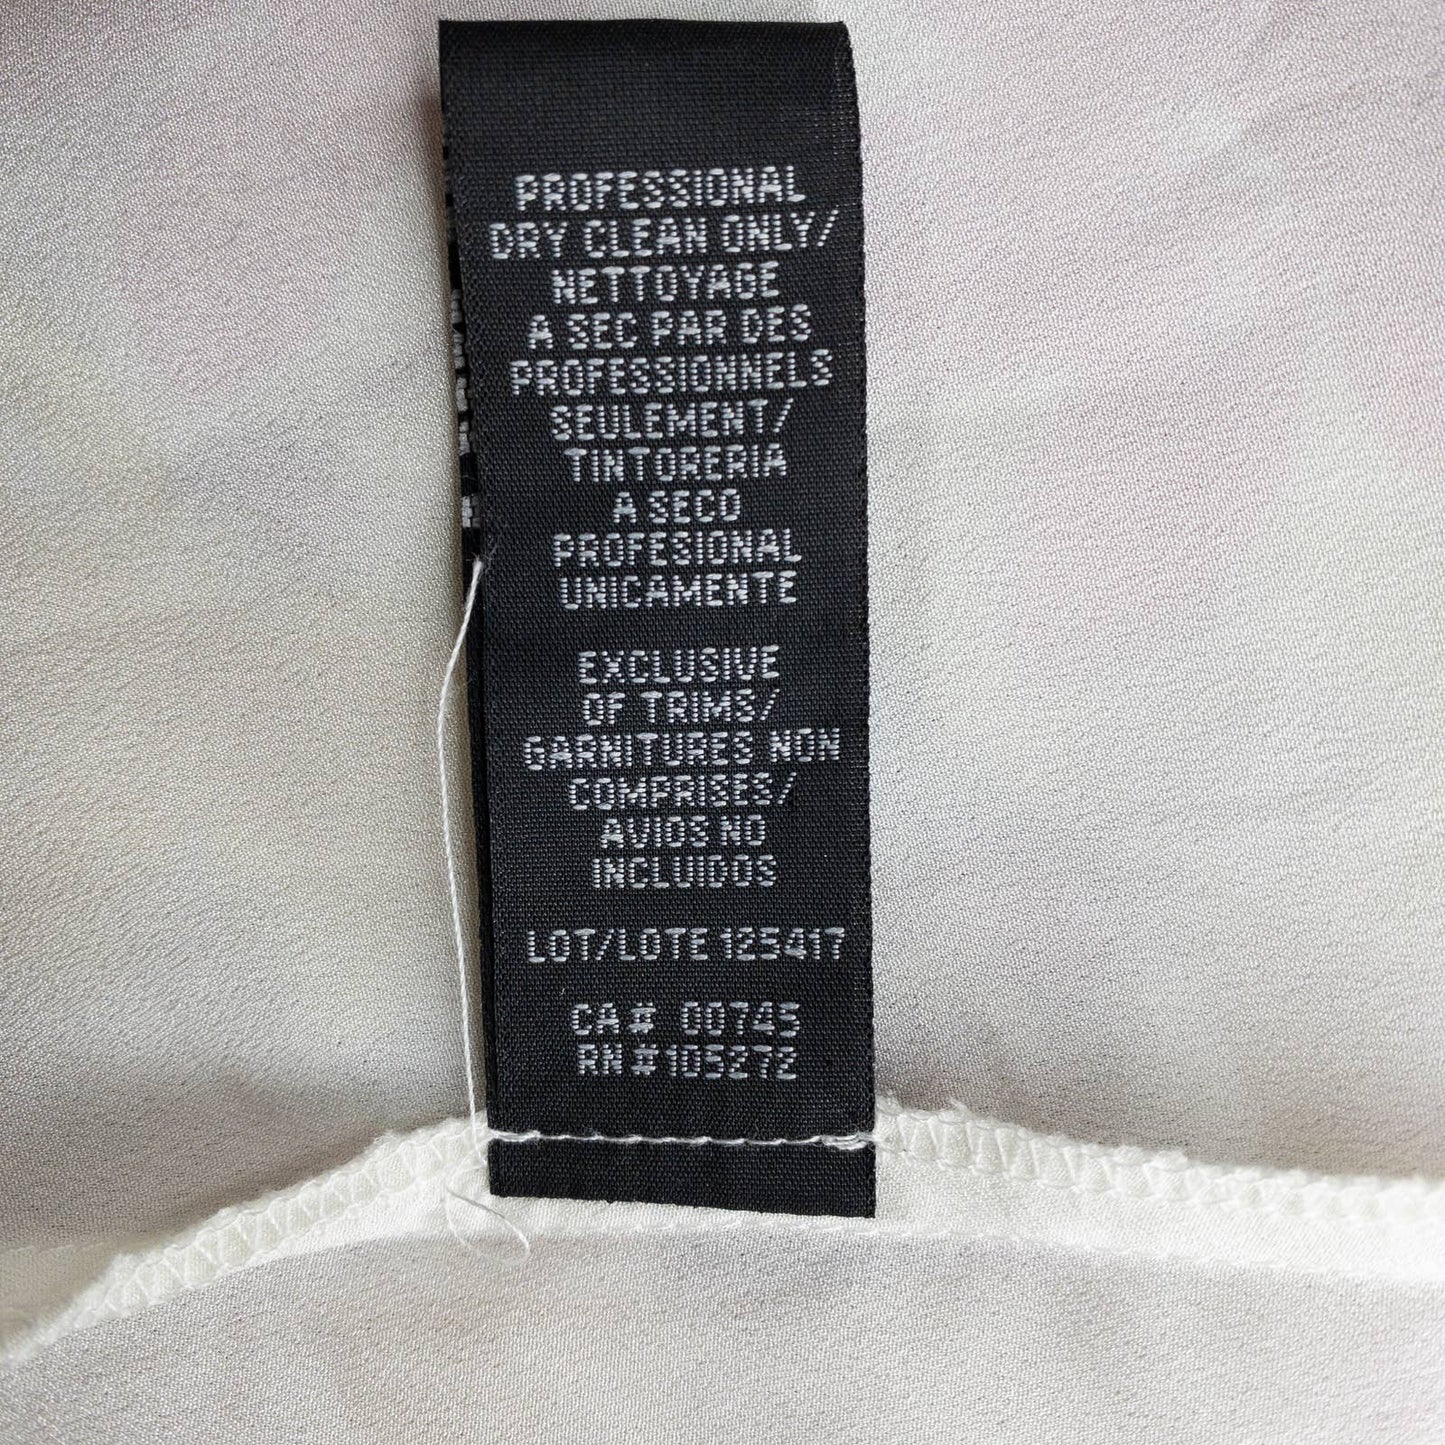 PROFESSIONAL
DRY CLEAN ONLY/
NETTOYAGE
A SEC PAR DES
PROFESSIONNELS
SEULEMENT/
TINTORERIA
A SECO
PROFESIONAL
UNICAMENTE
EXCLUSIVE
OF TRIMS/
GARNITURES NON
COMPRISES/
AVIOS NO
INCLUIDOS
LOT/LOTE 125417
CA# 00745
RN #105272